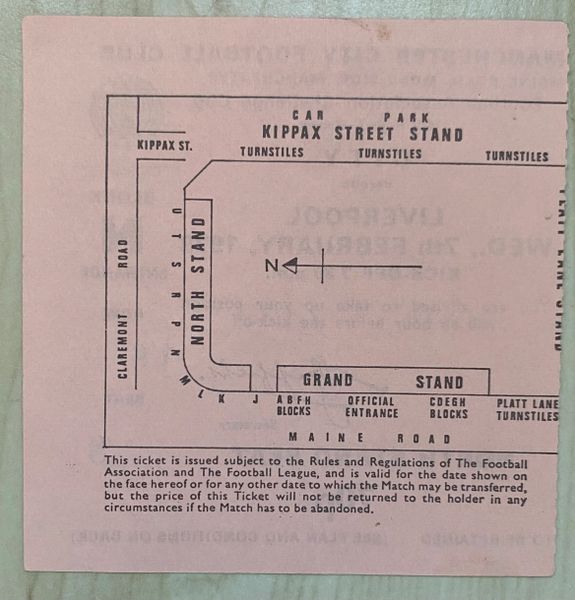 CAR PARK
KIPPAX STREET STAND
KIPPAX ST.
TURNSTILES TURNSTILES TURNSTILES
PLATT LANE STAND
U T S R P N M L K J
NORTH STAND
N
CLAREMONT ROAD
GRAND STAND
A B F H BLOCKS
OFFICIAL ENTRANCE
C D E G H BLOCKS
PLATT LANE TURNSTILES
MAINE ROAD
This ticket is issued subject to the Rules and Regulations of The Football
Association and The Football League, and is valid for the date shown on
the face hereof or for any other date to which the Match may be transferred,
but the price of this Ticket will not be returned to the holder in any
circumstances if the Match has to be abandoned.